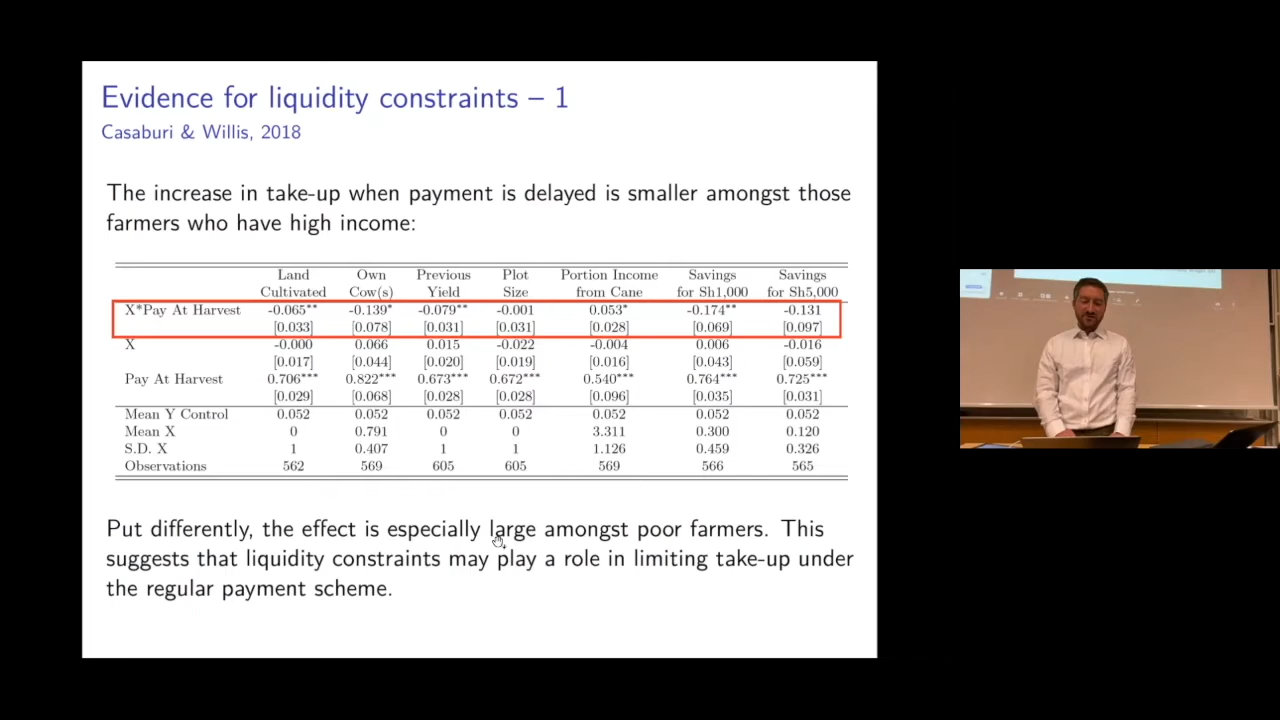 Evidence for liquidity constraints – 1
Casaburi & Willis, 2018
The increase in take-up when payment is delayed is smaller amongst those
farmers who have high income:
Land Own Previous Plot Portion Income Savings Savings
Cultivated Cow(s) Yield Size from Cane for Sh1,000 for Sh5,000
X*Pay At Harvest -0.065** -0.139* -0.079** -0.001 0.053* -0.174** -0.131
[0.033] [0.078] [0.031] [0.031] [0.028] [0.069] [0.097]
X -0.000 0.066 0.015 -0.022 -0.004 0.006 -0.016
[0.017] [0.044] [0.020] [0.019] [0.016] [0.043] [0.059]
Pay At Harvest 0.706*** 0.822*** 0.673*** 0.672*** 0.540*** 0.764*** 0.725***
[0.029] [0.068] [0.028] [0.028] [0.096] [0.035] [0.031]
Mean Y Control 0.052 0.052 0.052 0.052 0.052 0.052 0.052
Mean X 0 0.791 0 0 3.311 0.300 0.120
S.D. X 1 0.407 1 1 1.126 0.459 0.326
Observations 562 569 605 605 569 566 565
Put differently, the effect is especially large amongst poor farmers. This
suggests that liquidity constraints may play a role in limiting take-up under
the regular payment scheme.